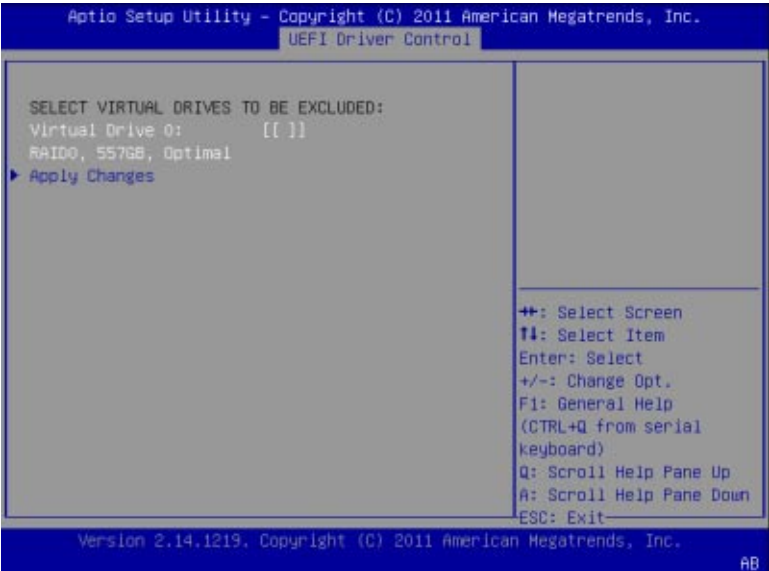 Aptio Setup Utility – Copyright (C) 2011 American Megatrends, Inc.
UEFI Driver Control
SELECT VIRTUAL DRIVES TO BE EXCLUDED:
Virtual Drive 0: [[ ]]
RAID0, 557GB, Optimal
Apply Changes
→←: Select Screen
↑↓: Select Item
Enter: Select
+/-: Change Opt.
F1: General Help
(CTRL+Q from serial
keyboard)
Q: Scroll Help Pane Up
A: Scroll Help Pane Down
ESC: Exit
Version 2.14.1219. Copyright (C) 2011 American Megatrends, Inc.
AB